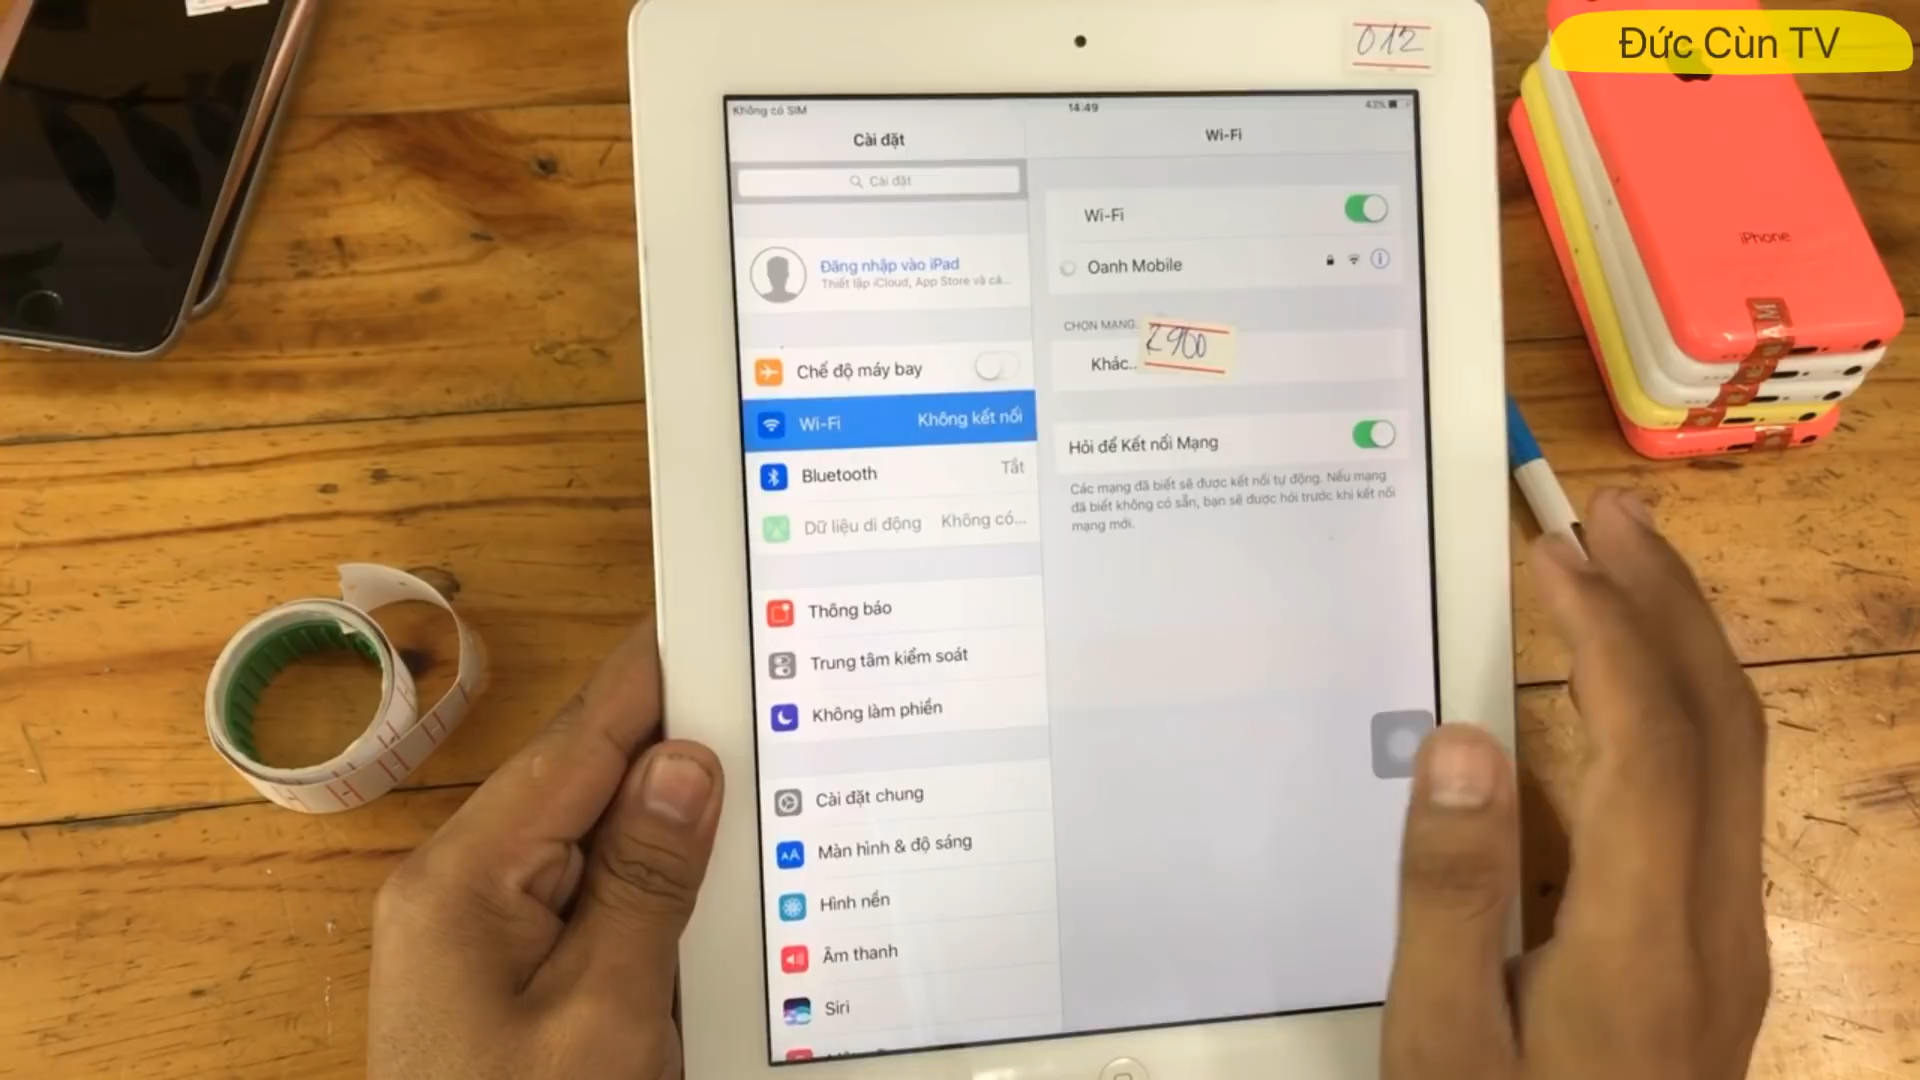 Đức Cùn TV
012
Không có SIM
14:49
43%
Cài đặt
Wi-Fi
Cài đặt
Wi-Fi
Đăng nhập vào iPad
Thiết lập iCloud, App Store và cá...
Oanh Mobile
CHỌN MẠNG
2900
Khác..
Chế độ máy bay
Wi-Fi
Không kết nối
Hỏi để Kết nối Mạng
Bluetooth
Tắt
Các mạng đã biết sẽ được kết nối tự động. Nếu mạng
đã biết không có sẵn, bạn sẽ được hỏi trước khi kết nối
mạng mới.
Dữ liệu di động
Không có...
Thông báo
Trung tâm kiểm soát
Không làm phiền
Cài đặt chung
AA
Màn hình & độ sáng
Hình nền
Âm thanh
Siri
iPhone